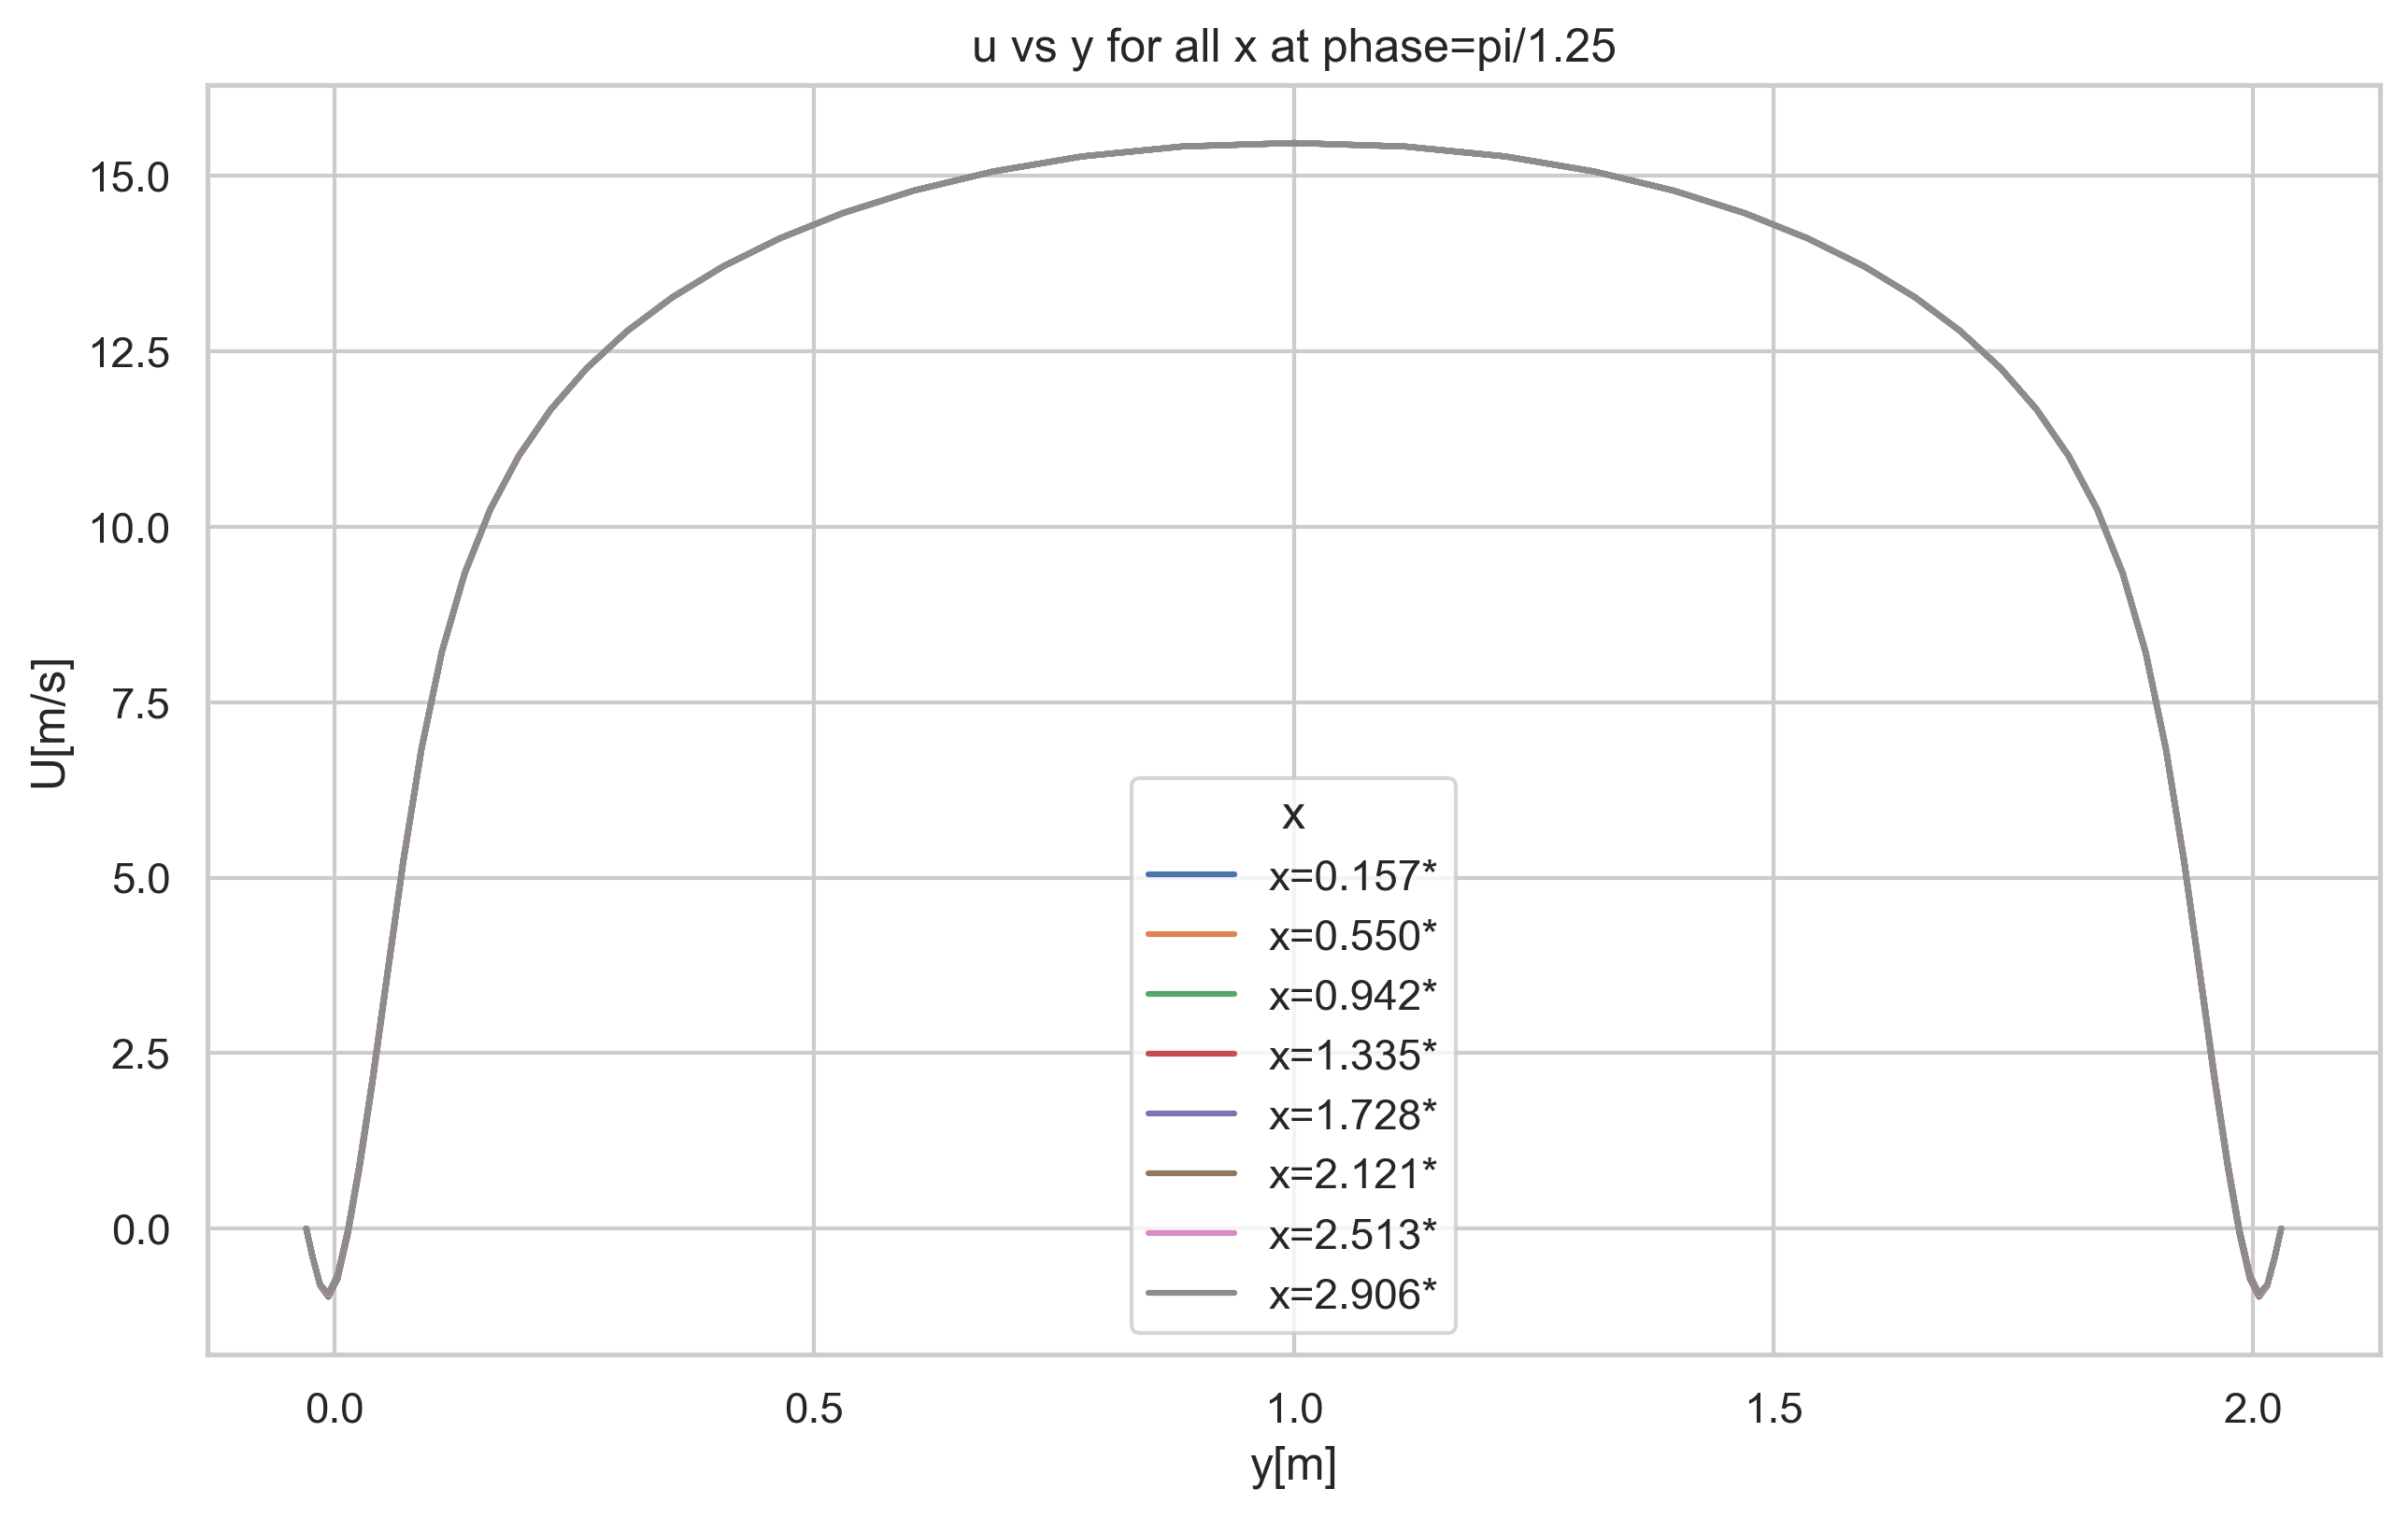 u vs y for all x at phase=pi/1.25
15.0
12.5
10.0
7.5
5.0
2.5
0.0
U[m/s]
x
x=0.157*
x=0.550*
x=0.942*
x=1.335*
x=1.728*
x=2.121*
x=2.513*
x=2.906*
0.0 0.5 1.0 1.5 2.0
y[m]